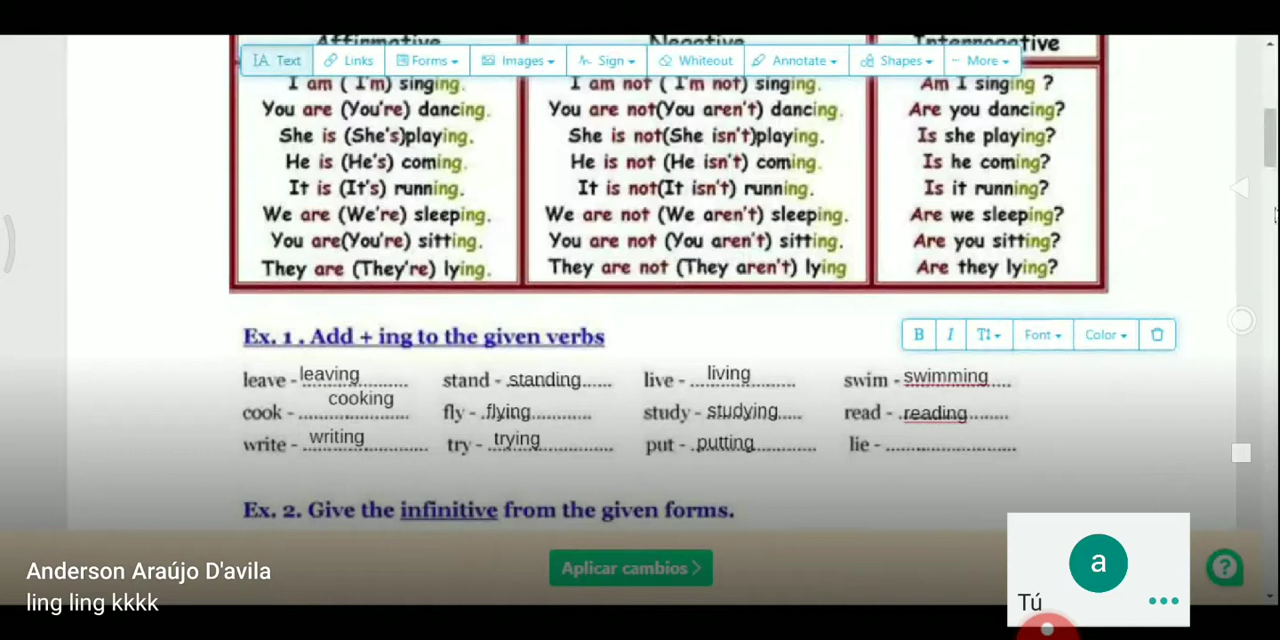 Affirmative Negative Interrogative
Text Links Forms Images Sign Whiteout Annotate Shapes More
I am ( I'm) singing. I am not ( I'm not) singing. Am I singing ?
You are (You're) dancing. You are not(You aren't) dancing. Are you dancing?
She is (She's)playing. She is not(She isn't)playing. Is she playing?
He is (He's) coming. He is not (He isn't) coming. Is he coming?
It is (It's) running. It is not(It isn't) running. Is it running?
We are (We're) sleeping. We are not (We aren't) sleeping. Are we sleeping?
You are(You're) sitting. You are not (You aren't) sitting. Are you sitting?
They are (They're) lying. They are not (They aren't) lying Are they lying?
Ex. 1 . Add + ing to the given verbs
B I T Font Color
leave - leaving stand - standing live - living swim - swimming
cook - cooking fly - flying study - studying read - reading
write - writing try - trying put - putting lie - ................................
Ex. 2. Give the infinitive from the given forms.
Aplicar cambios
Anderson Araújo D'avila
ling ling kkkk
a
Tú
?